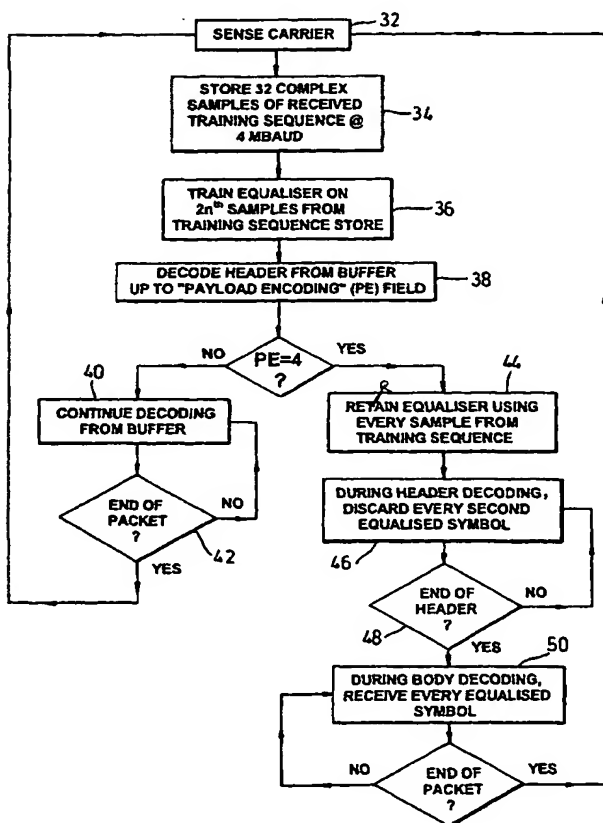 SENSE CARRIER
32
STORE 32 COMPLEX
SAMPLES OF RECEIVED
TRAINING SEQUENCE @
4 MBAUD
34
TRAIN EQUALISER ON
2nth SAMPLES FROM
TRAINING SEQUENCE STORE
36
DECODE HEADER FROM BUFFER
UP TO "PAYLOAD ENCODING" (PE) FIELD
38
NO
PE=4
?
YES
40
CONTINUE DECODING
FROM BUFFER
END OF
PACKET
?
NO
42
YES
44
RETAIN EQUALISER USING
EVERY SAMPLE FROM
TRAINING SEQUENCE
DURING HEADER DECODING,
DISCARD EVERY SECOND
EQUALISED SYMBOL
46
END OF
HEADER
?
NO
48
YES
50
DURING BODY DECODING,
RECEIVE EVERY EQUALISED
SYMBOL
NO
END OF
PACKET
?
YES